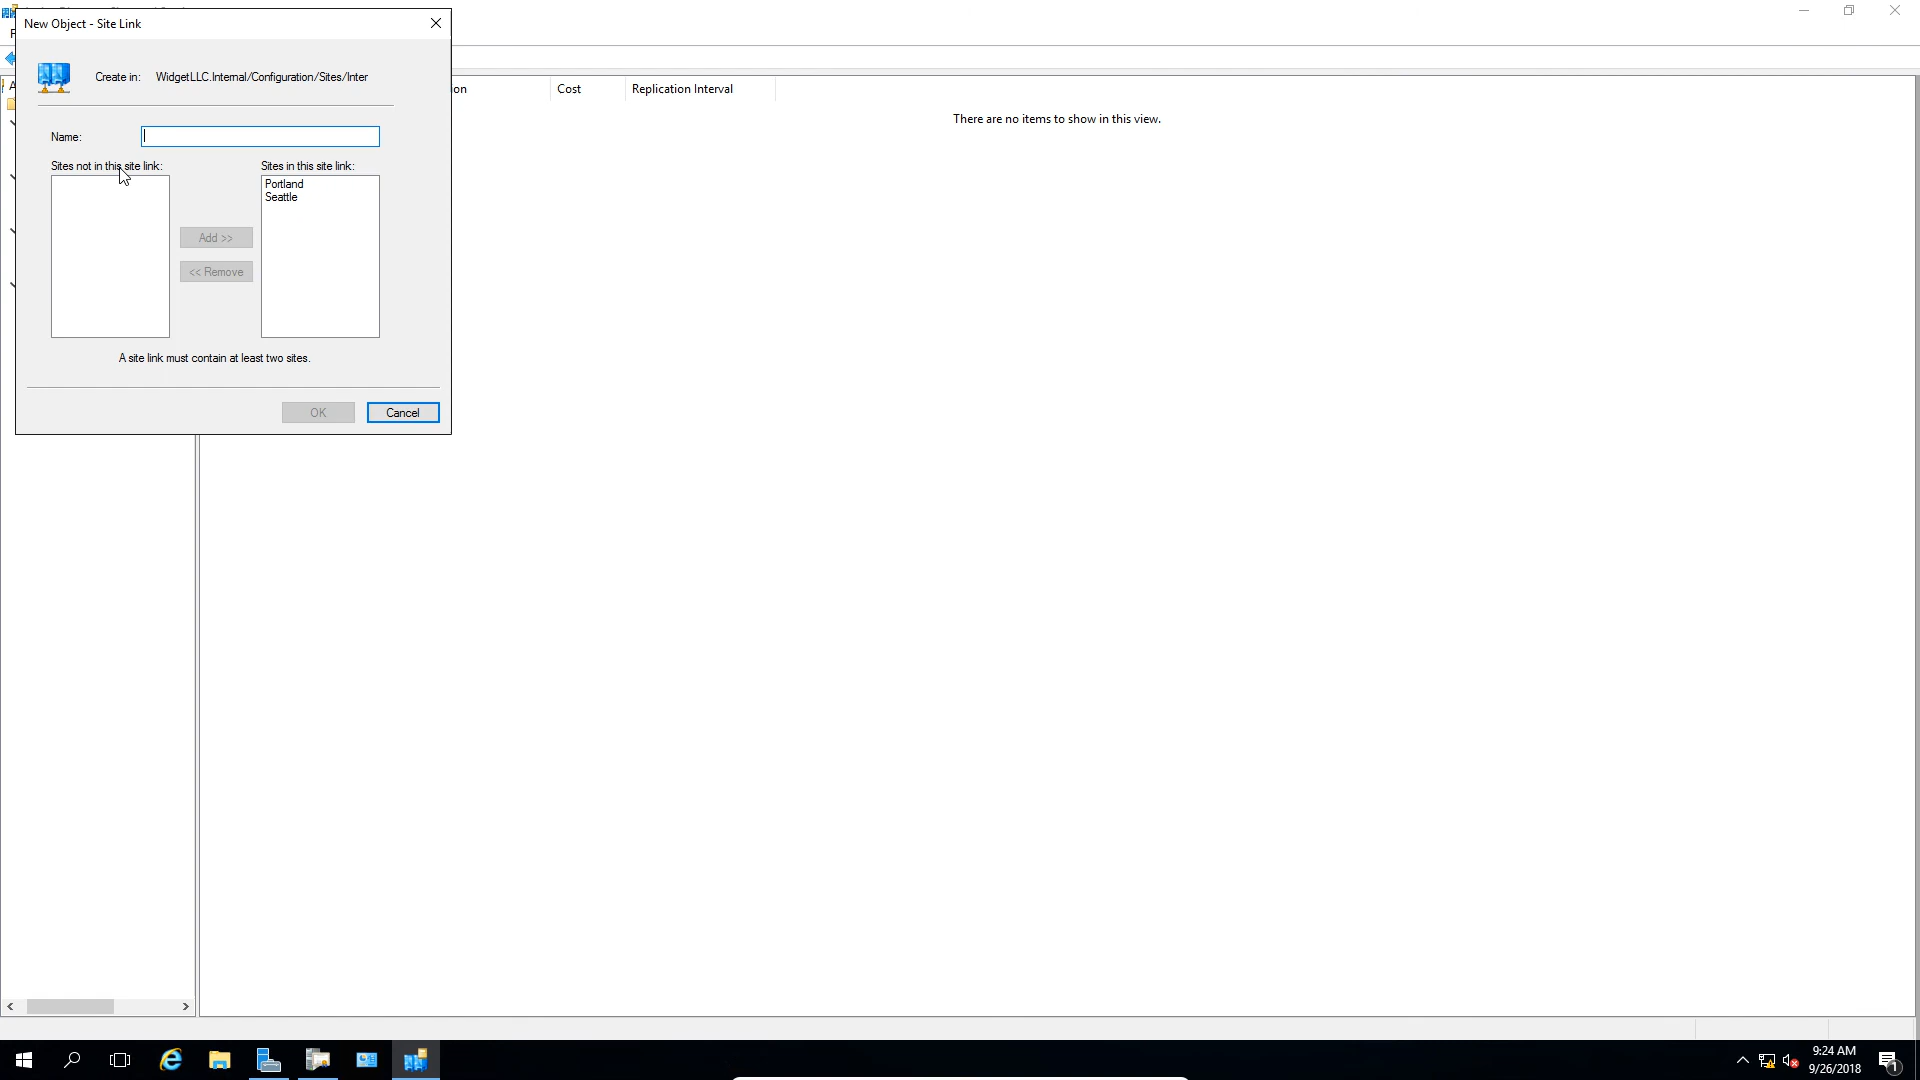 New Object - Site Link
Create in: WidgetLLC.Internal/Configuration/Sites/Inter
Cost
Replication Interval
There are no items to show in this view.
Name:
Sites not in this site link:
Sites in this site link:
Portland
Seattle
Add >>
<< Remove
A site link must contain at least two sites.
OK
Cancel
9:24 AM
9/26/2018
1